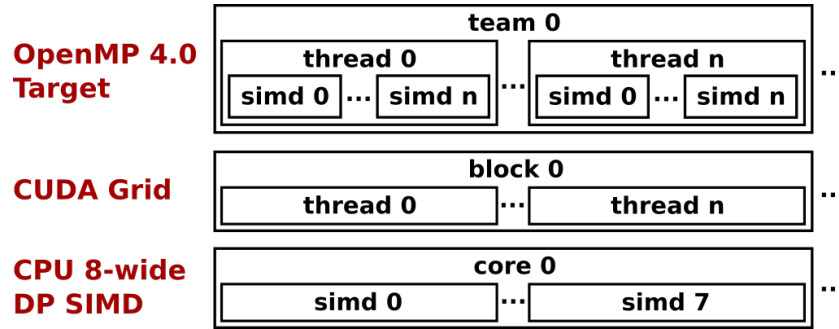 team 0
OpenMP 4.0
Target
thread 0 ... thread n ...
simd 0 ... simd n simd 0 ... simd n
CUDA Grid
block 0
thread 0 ... thread n ...
CPU 8-wide
DP SIMD
core 0
simd 0 ... simd 7 ...